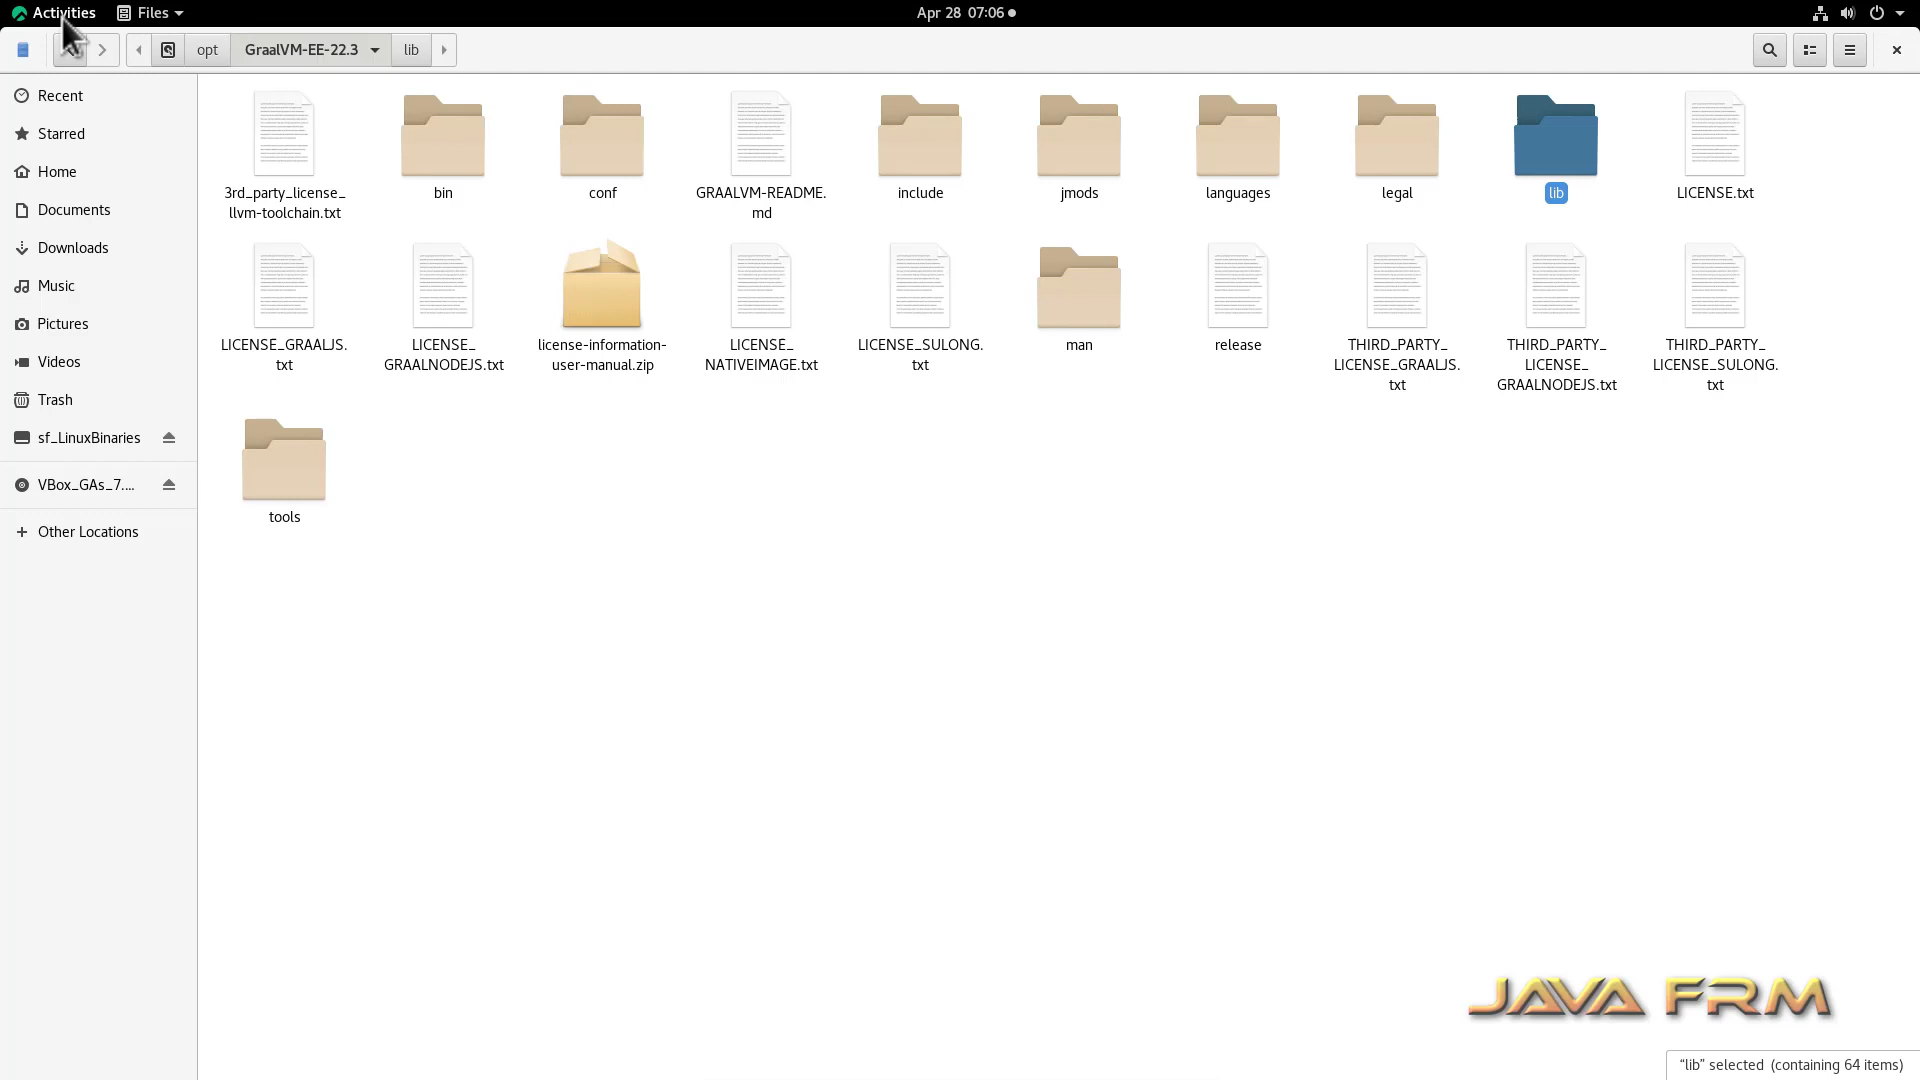 Activities
Files
Apr 28 07:06
opt
GraalVM-EE-22.3
lib
Recent
Starred
Home
Documents
Downloads
Music
Pictures
Videos
Trash
sf_LinuxBinaries
VBox_GAs_7....
Other Locations
3rd_party_license_
llvm-toolchain.txt
bin
conf
GRAALVM-README.
md
include
jmods
languages
legal
lib
LICENSE.txt
LICENSE_GRAALJS.
txt
LICENSE_
GRAALNODEJS.txt
license-information-
user-manual.zip
LICENSE_
NATIVEIMAGE.txt
LICENSE_SULONG.
txt
man
release
THIRD_PARTY_
LICENSE_GRAALJS.
txt
THIRD_PARTY_
LICENSE_
GRAALNODEJS.txt
THIRD_PARTY_
LICENSE_SULONG.
txt
tools
JAVA FRM
“lib” selected (containing 64 items)